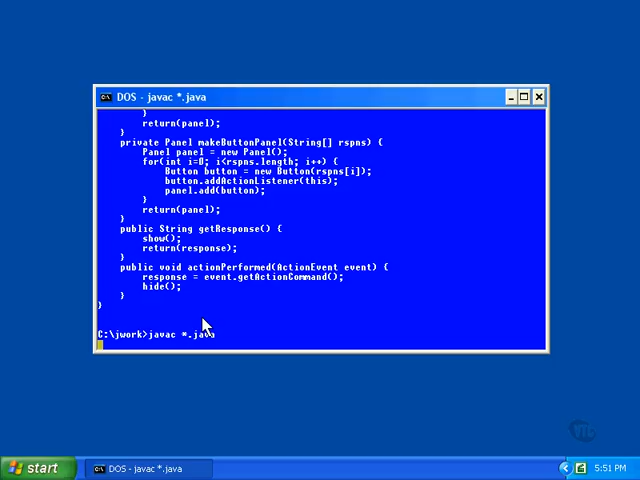 DOS - javac *.java
}
return(panel);
}
private Panel makeButtonPanel(String[] rspns) {
Panel panel = new Panel();
for(int i=0; i<rspns.length; i++) {
Button button = new Button(rspns[i]);
button.addActionListener(this);
panel.add(button);
}
return(panel);
}
public String getResponse() {
show();
return(response);
}
public void actionPerformed(ActionEvent event) {
response = event.getActionCommand();
hide();
}
}
C:\jwork>javac *.java
start
DOS - javac *.java
5:51 PM